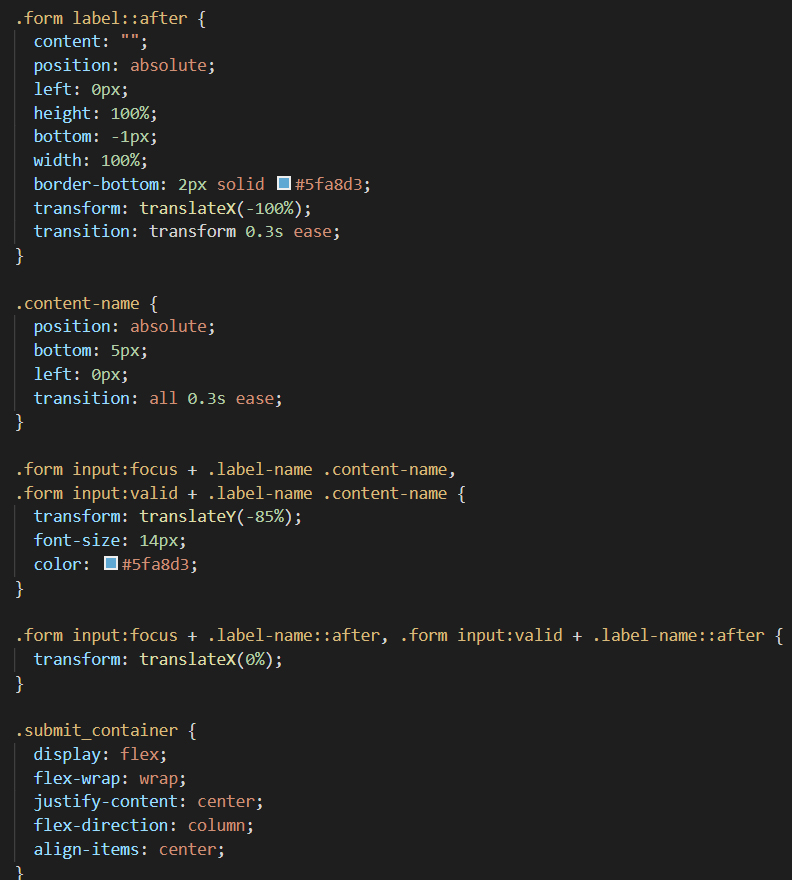 .form label::after {
content: "";
position: absolute;
left: 0px;
height: 100%;
bottom: -1px;
width: 100%;
border-bottom: 2px solid #5fa8d3;
transform: translateX(-100%);
transition: transform 0.3s ease;
}
.content-name {
position: absolute;
bottom: 5px;
left: 0px;
transition: all 0.3s ease;
}
.form input:focus + .label-name .content-name,
.form input:valid + .label-name .content-name {
transform: translateY(-85%);
font-size: 14px;
color: #5fa8d3;
}
.form input:focus + .label-name::after, .form input:valid + .label-name::after {
transform: translateX(0%);
}
.submit_container {
display: flex;
flex-wrap: wrap;
justify-content: center;
flex-direction: column;
align-items: center;
}